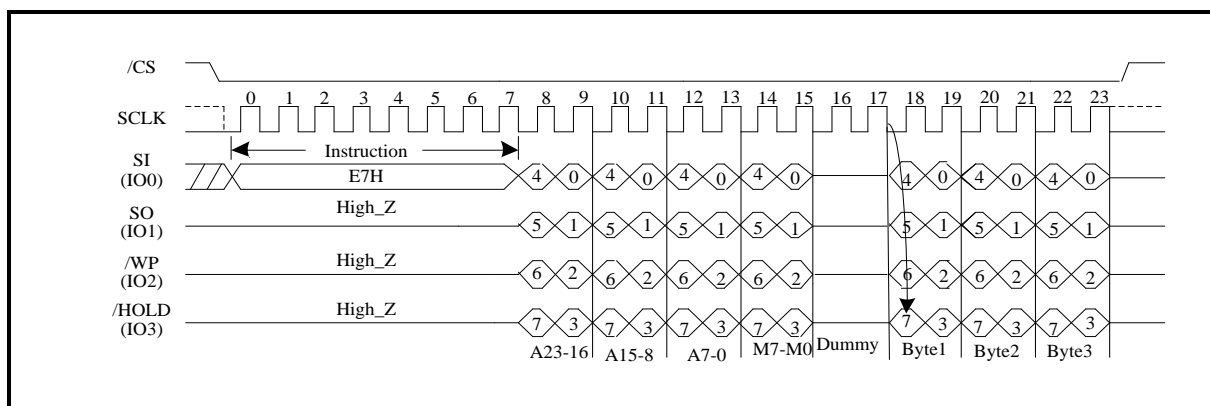 /CS
SCLK
0 1 2 3 4 5 6 7 8 9 10 11 12 13 14 15 16 17 18 19 20 21 22 23
Instruction
SI
(IO0)
E7H
4 0 4 0 4 0 4 0 4 0 4 0 4 0
SO
(IO1)
High_Z
5 1 5 1 5 1 5 1 5 1 5 1 5 1
/WP
(IO2)
High_Z
6 2 6 2 6 2 6 2 6 2 6 2 6 2
/HOLD
(IO3)
High_Z
7 3 7 3 7 3 7 3 7 3 7 3 7 3
A23-16 A15-8 A7-0 M7-M0 Dummy Byte1 Byte2 Byte3